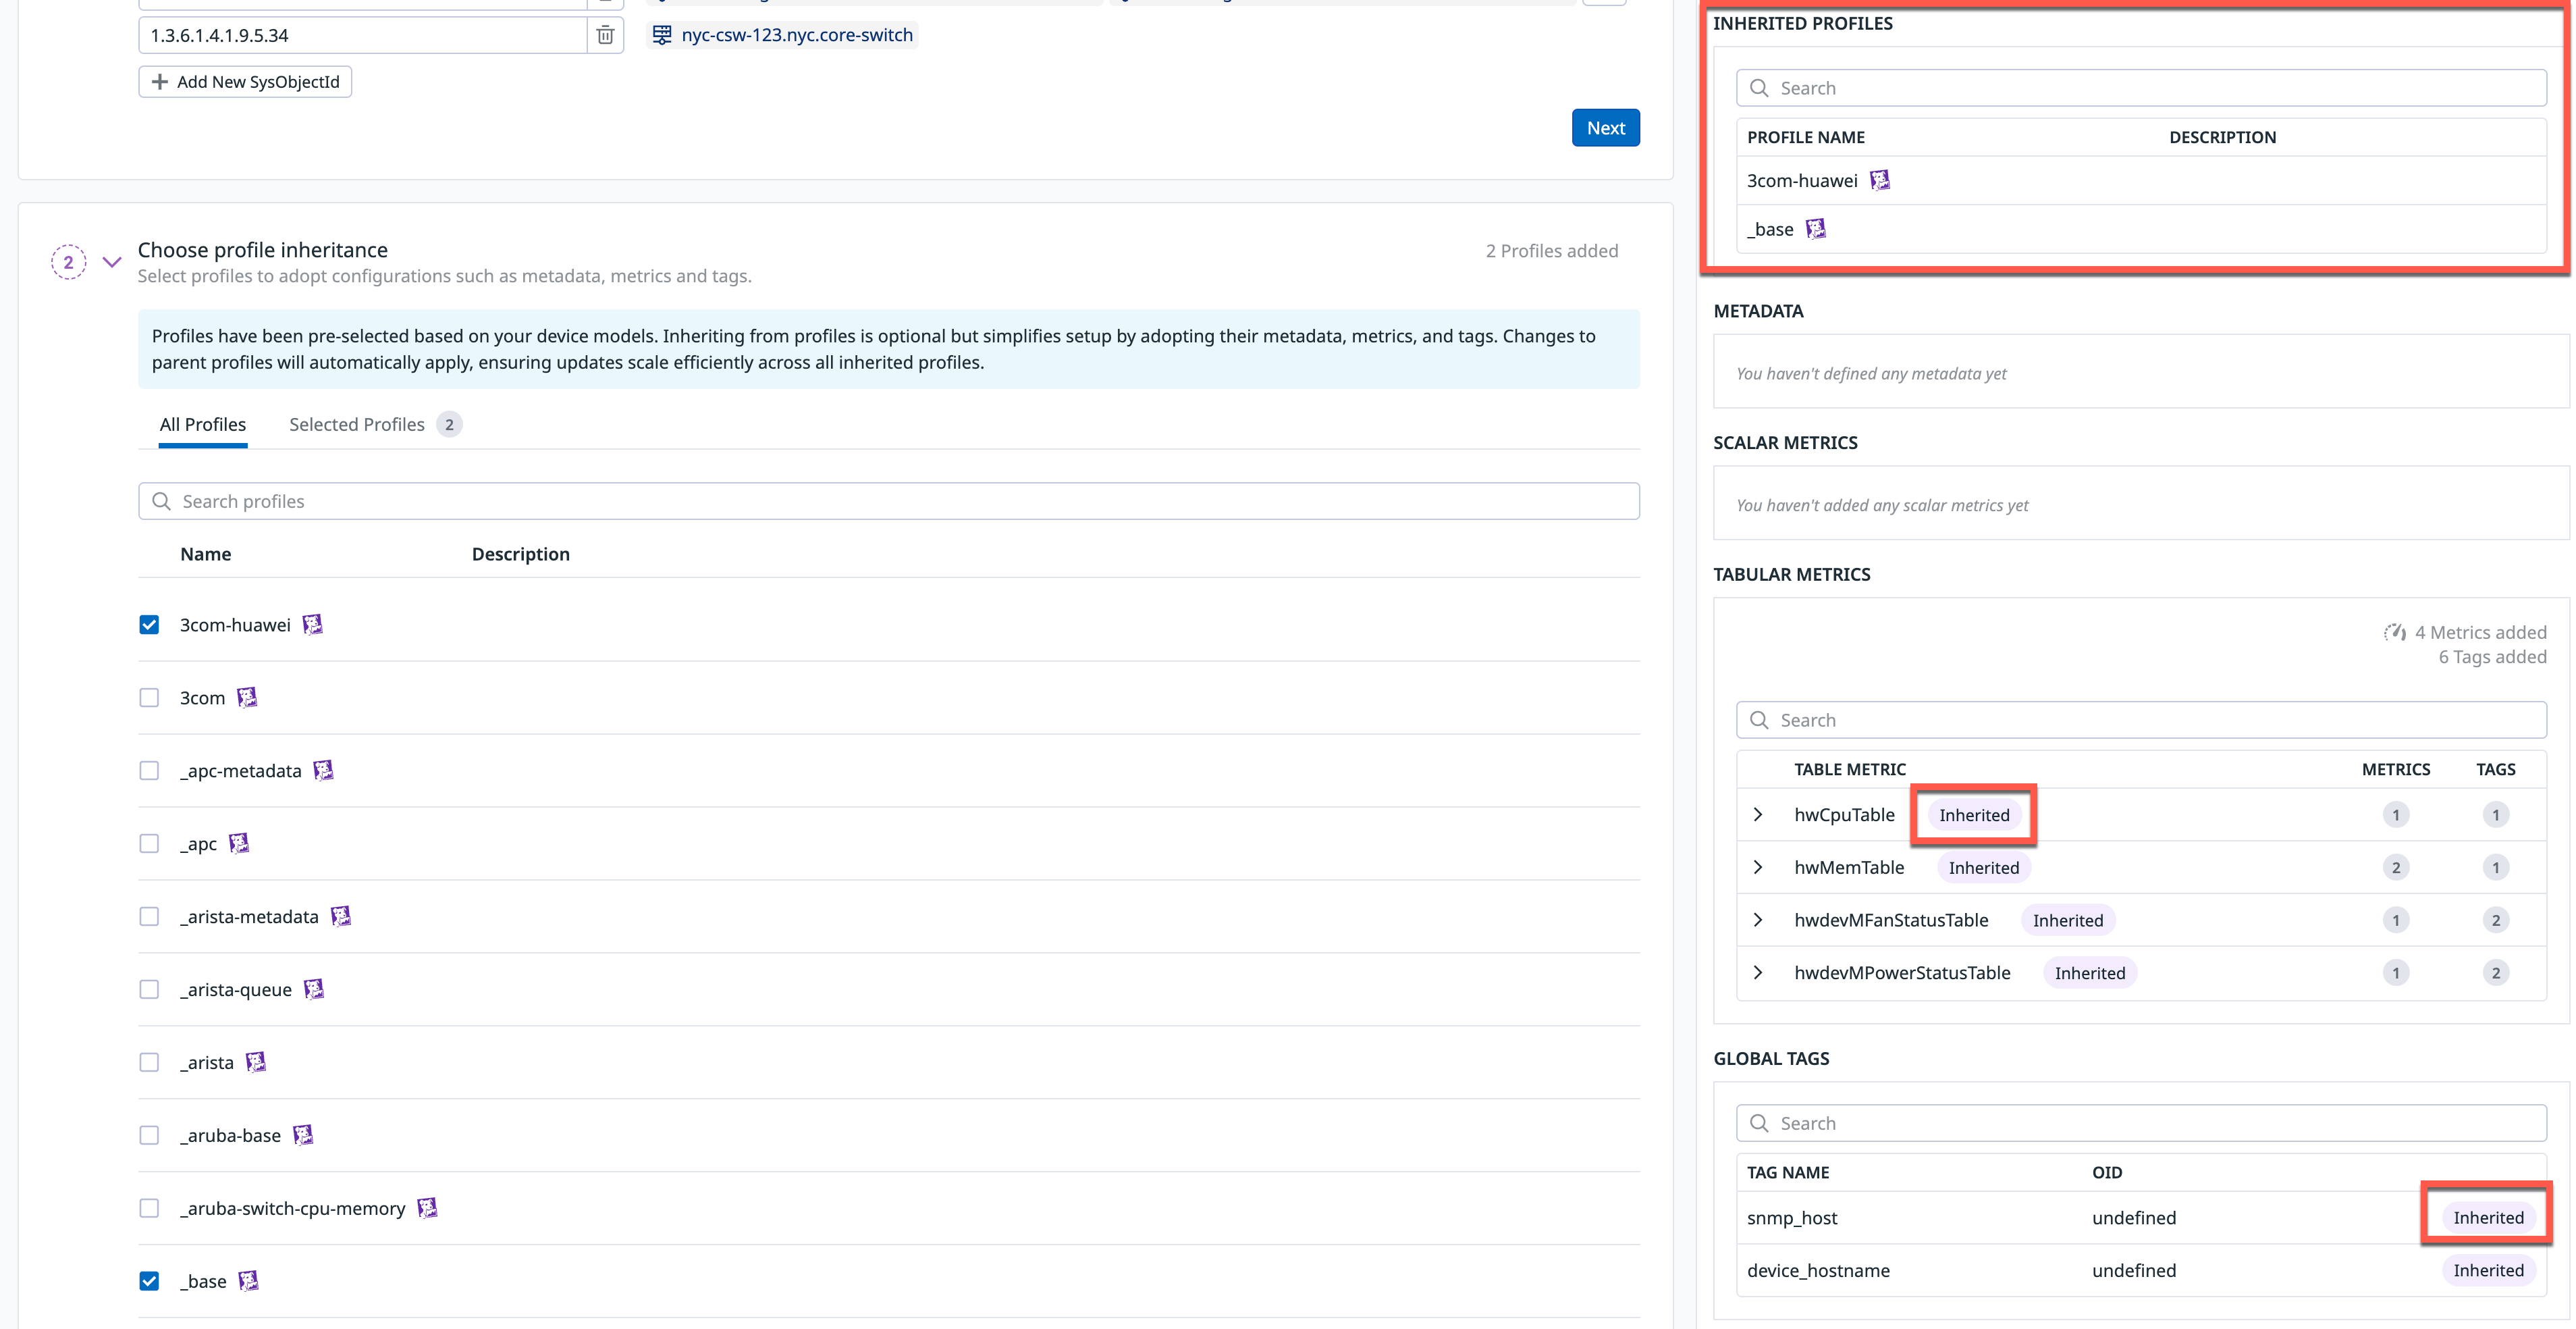 1.3.6.1.4.1.9.5.34
nyc-csw-123.nyc.core-switch
Add New SysObjectId
Next
2
Choose profile inheritance
2 Profiles added
Select profiles to adopt configurations such as metadata, metrics and tags.
Profiles have been pre-selected based on your device models. Inheriting from profiles is optional but simplifies setup by adopting their metadata, metrics, and tags. Changes to
parent profiles will automatically apply, ensuring updates scale efficiently across all inherited profiles.
All Profiles
Selected Profiles 2
Search profiles
Name Description
3com-huawei
3com
_apc-metadata
_apc
_arista-metadata
_arista-queue
_arista
_aruba-base
_aruba-switch-cpu-memory
_base
INHERITED PROFILES
Search
PROFILE NAME DESCRIPTION
3com-huawei
_base
METADATA
You haven't defined any metadata yet
SCALAR METRICS
You haven't added any scalar metrics yet
TABULAR METRICS
4 Metrics added
6 Tags added
Search
TABLE METRIC METRICS TAGS
hwCpuTable Inherited 1 1
hwMemTable Inherited 2 1
hwdevMFanStatusTable Inherited 1 2
hwdevMPowerStatusTable Inherited 1 2
GLOBAL TAGS
Search
TAG NAME OID
snmp_host undefined Inherited
device_hostname undefined Inherited